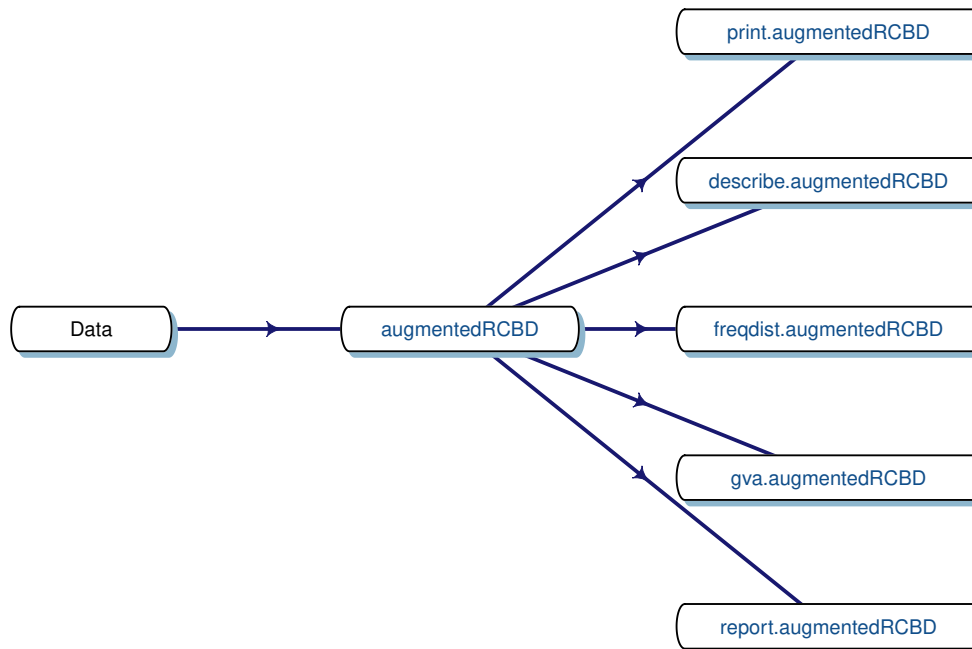 print.augmentedRCBD
describe.augmentedRCBD
Data
augmentedRCBD
freqdist.augmentedRCBD
gva.augmentedRCBD
report.augmentedRCBD